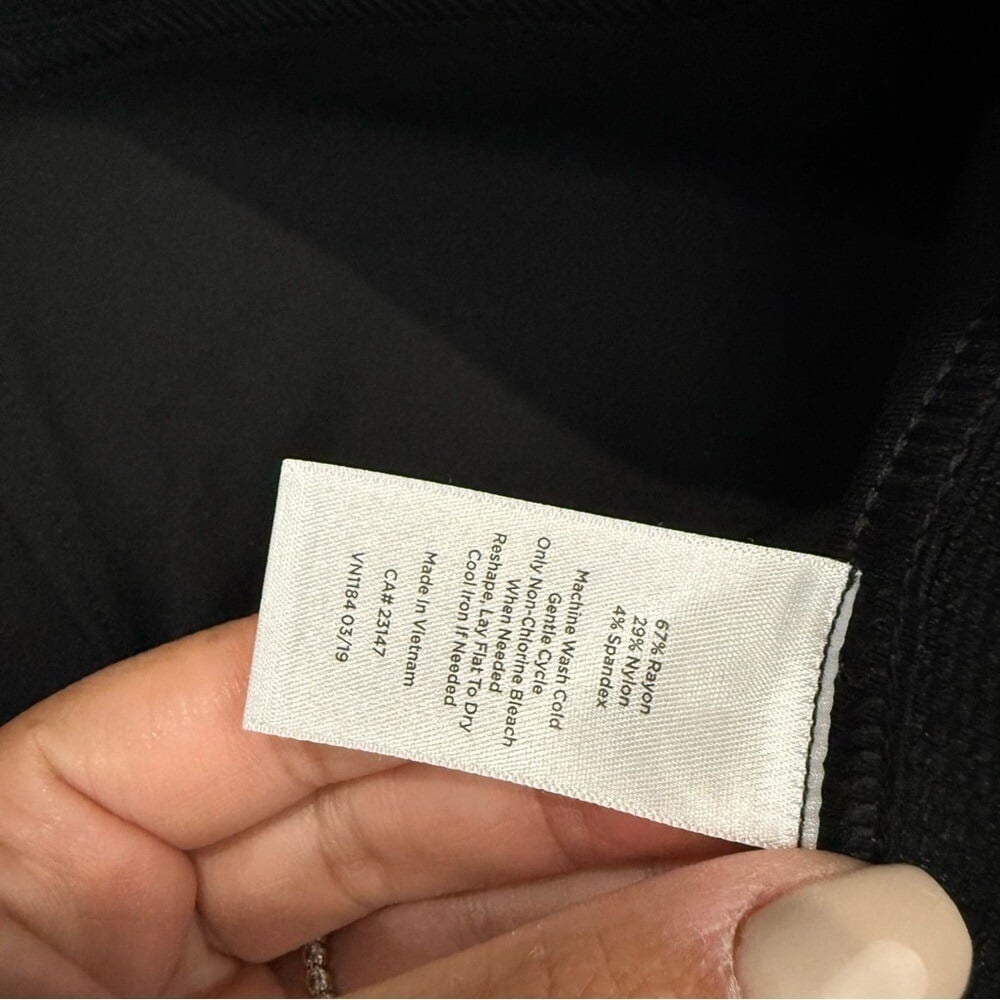 67% Rayon
29% Nylon
4% Spandex
Machine Wash Cold
Gentle Cycle
Only Non-Chlorine Bleach
When Needed
Reshape, Lay Flat To Dry
Cool Iron If Needed
Made In Vietnam
CA# 23147
VN1184 03/19